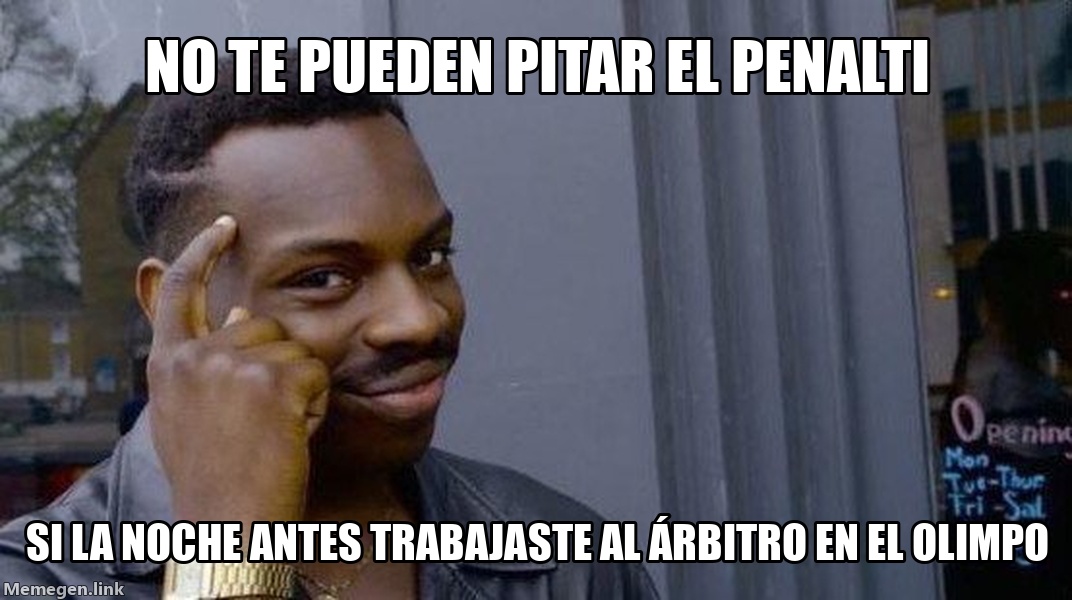 NO TE PUEDEN PITAR EL PENALTI
Opening
Mon
Tue-Thur
Fri-Sal
SI LA NOCHE ANTES TRABAJASTE AL ÁRBITRO EN EL OLIMPO
Memegen.link